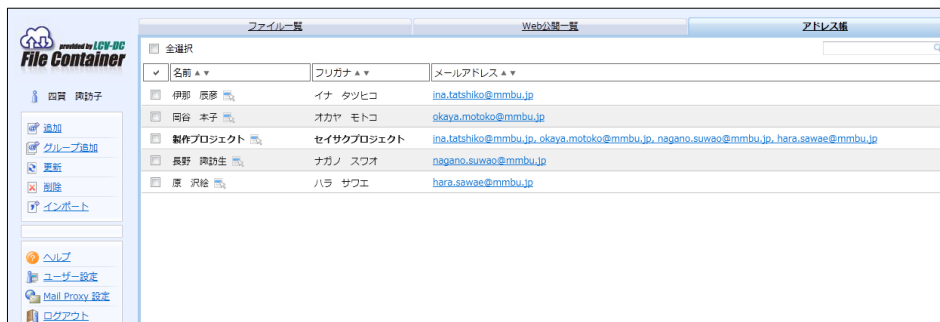 provided by LCV-DC
File Container
四賀 諏訪子
追加
グループ追加
更新
削除
インポート
ヘルプ
ユーザー設定
Mail Proxy 設定
ログアウト
ファイル一覧 Web公開一覧 アドレス帳
全選択
名前▲▼ フリガナ▲▼ メールアドレス▲▼
伊那 辰彦 イナ タツヒコ ina.tatshiko@mmbu.jp
岡谷 本子 オカヤ モトコ okaya.motoko@mmbu.jp
製作プロジェクト セイサクプロジェクト ina.tatshiko@mmbu.jp, okaya.motoko@mmbu.jp, nagano.suwao@mmbu.jp, hara.sawae@mmbu.jp
長野 諏訪生 ナガノ スワオ nagano.suwao@mmbu.jp
原 沢絵 ハラ サワエ hara.sawae@mmbu.jp